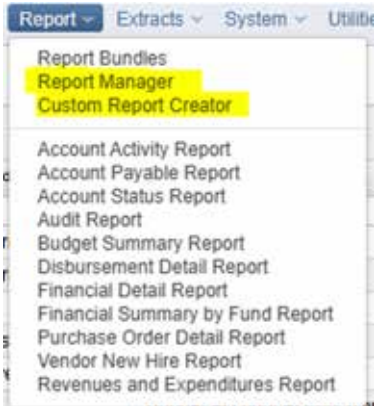 Report Extracts System
Report Bundles
Report Manager
Custom Report Creator
Account Activity Report
Account Payable Report
Account Status Report
Audit Report
Budget Summary Report
Disbursement Detail Report
Financial Detail Report
Financial Summary by Fund Report
Purchase Order Detail Report
Vendor New Hire Report
Revenues and Expenditures Report